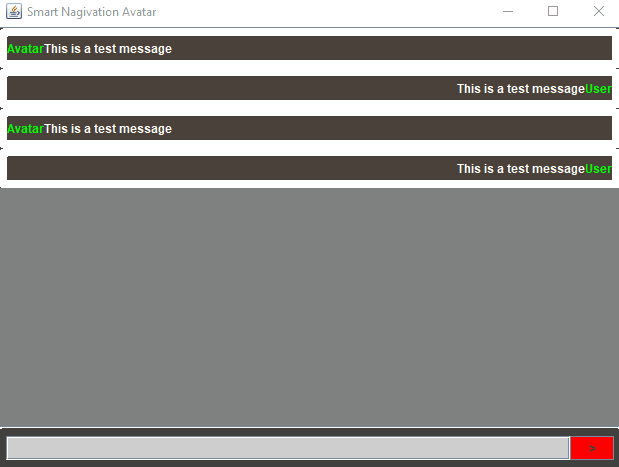 Smart Nagivation Avatar
AvatarThis is a test message
This is a test messageUser
AvatarThis is a test message
This is a test messageUser
>